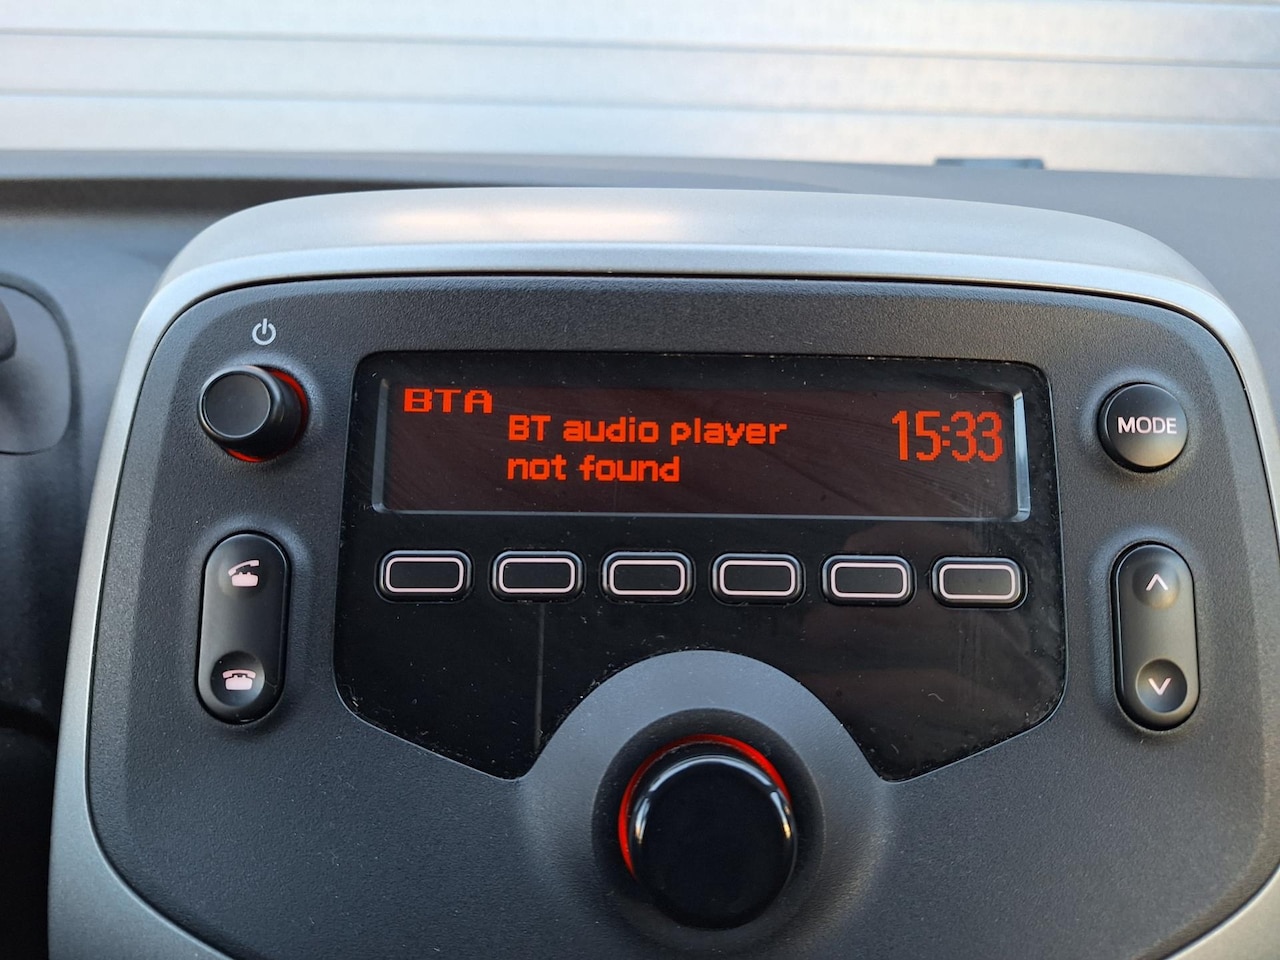 BTA
BT audio player
not found
15:33
MODE